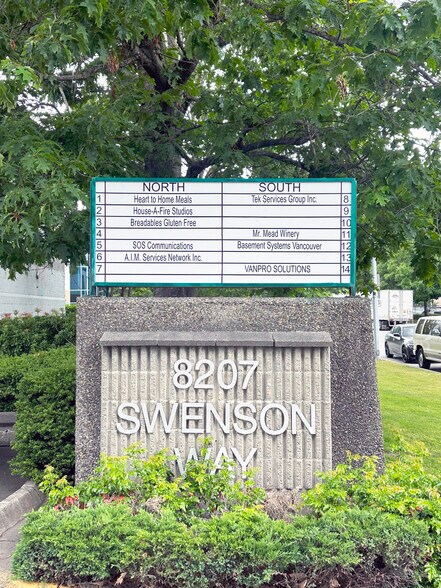 NORTH SOUTH
1 Heart to Home Meals Tek Services Group Inc. 8
2 House-A-Fire Studios 9
3 Breadables Gluten Free 10
4 Mr. Mead Winery 11
5 SOS Communications Basement Systems Vancouver 12
6 A.I.M. Services Network Inc. 13
7 VANPRO SOLUTIONS 14
8207
SWENSON
WAY